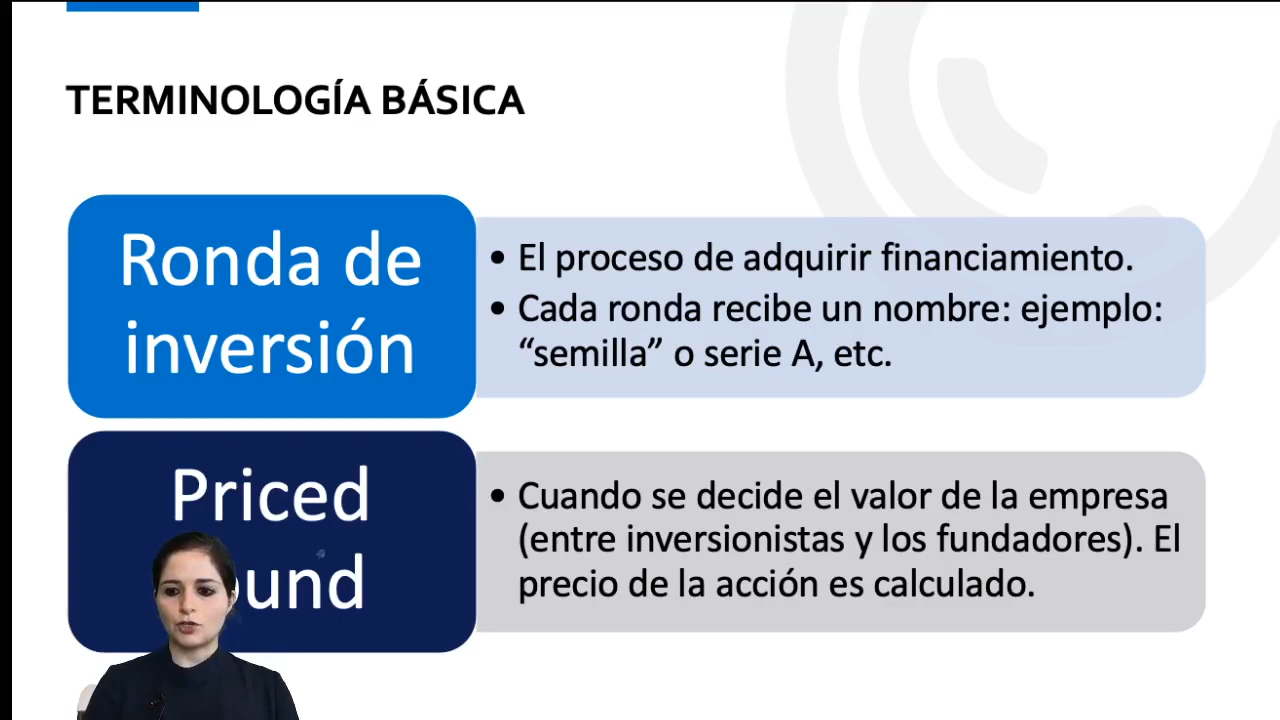 TERMINOLOGÍA BÁSICA
Ronda de
inversión
• El proceso de adquirir financiamiento.
• Cada ronda recibe un nombre: ejemplo:
“semilla” o serie A, etc.
Priced
• Cuando se decide el valor de la empresa
(entre inversionistas y los fundadores). El
precio de la acción es calculado.